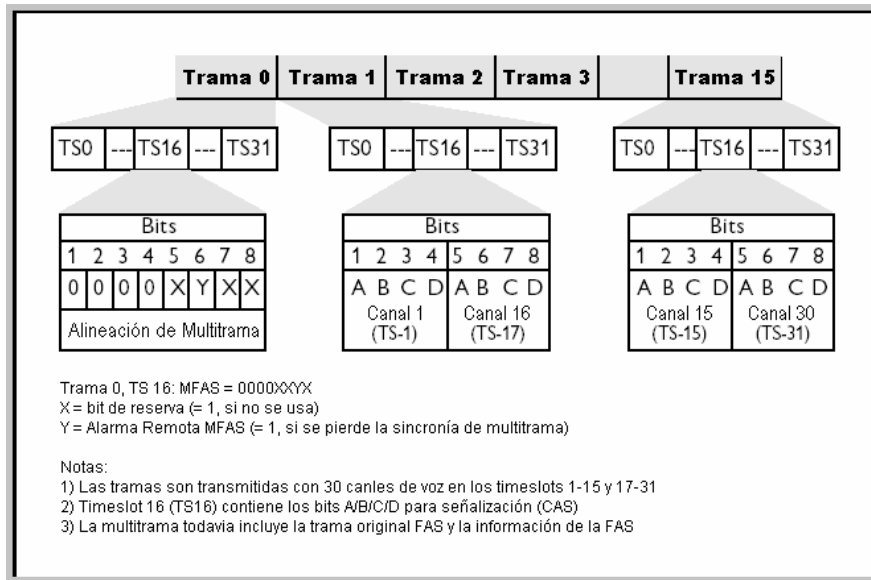 Trama 0 Trama 1 Trama 2 Trama 3 Trama 15
TS0 --- TS16 --- TS31 TS0 --- TS16 --- TS31 TS0 --- TS16 --- TS31
Bits Bits Bits
1 2 3 4 5 6 7 8 1 2 3 4 5 6 7 8 1 2 3 4 5 6 7 8
0 0 0 0 X Y X X A B C D A B C D A B C D A B C D
Alineación de Multitrama Canal 1 Canal 16 Canal 15 Canal 30
(TS-1) (TS-17) (TS-15) (TS-31)
Trama 0, TS 16: MFAS = 0000XXYX
X = bit de reserva (= 1, si no se usa)
Y = Alarma Remota MFAS (= 1, si se pierde la sincronía de multitrama)
Notas:
1) Las tramas son transmitidas con 30 canles de voz en los timeslots 1-15 y 17-31
2) Timeslot 16 (TS16) contiene los bits A/B/C/D para señalización (CAS)
3) La multitrama todavia incluye la trama original FAS y la información de la FAS